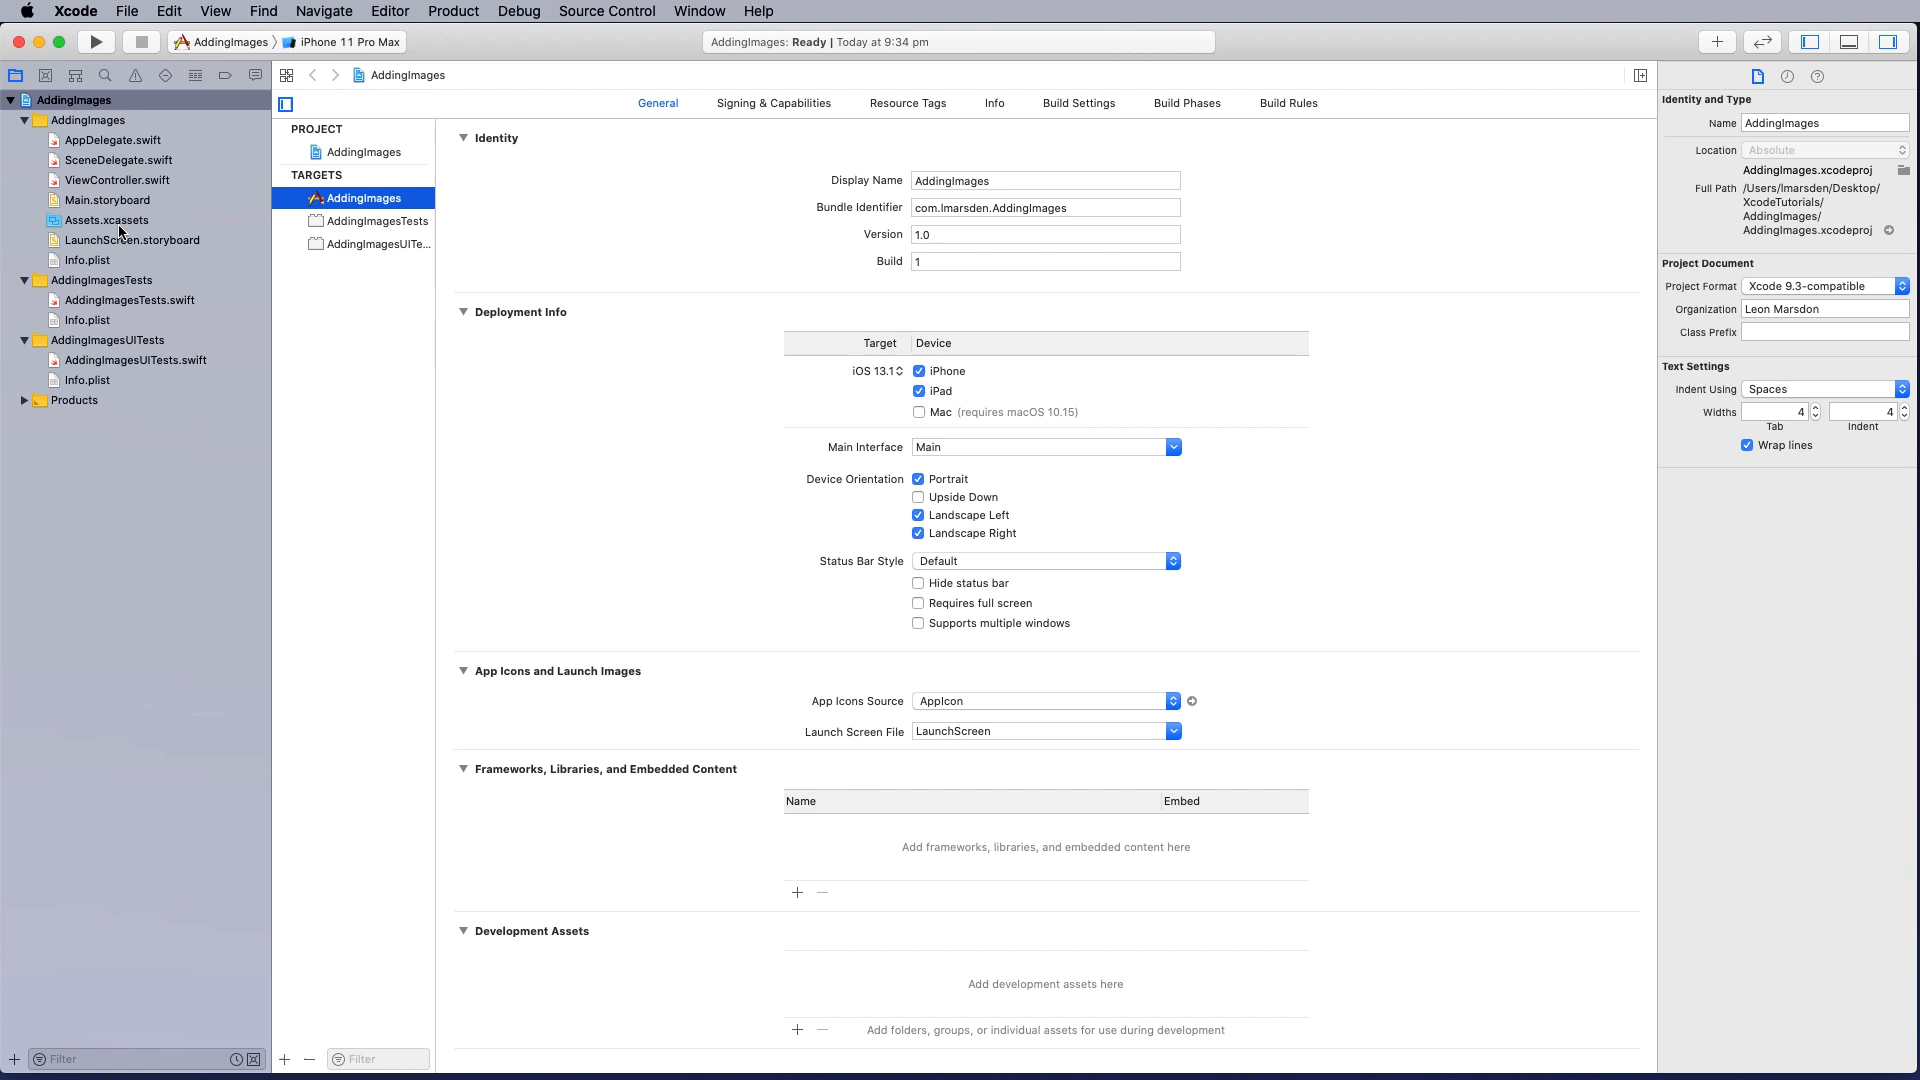 Xcode File Edit View Find Navigate Editor Product Debug Source Control Window Help
AddingImages iPhone 11 Pro Max
AddingImages: Ready | Today at 9:34 pm
AddingImages
AddingImages
AddingImages
AppDelegate.swift
SceneDelegate.swift
ViewController.swift
Main.storyboard
Assets.xcassets
LaunchScreen.storyboard
Info.plist
AddingImagesTests
AddingImagesTests.swift
Info.plist
AddingImagesUITests
AddingImagesUITests.swift
Info.plist
Products
Filter
General Signing & Capabilities Resource Tags Info Build Settings Build Phases Build Rules
PROJECT
AddingImages
TARGETS
AddingImages
AddingImagesTests
AddingImagesUITe...
Filter
Identity
Display Name AddingImages
Bundle Identifier com.lmarsden.AddingImages
Version 1.0
Build 1
Deployment Info
Target Device
iOS 13.1 iPhone
iPad
Mac (requires macOS 10.15)
Main Interface Main
Device Orientation Portrait
Upside Down
Landscape Left
Landscape Right
Status Bar Style Default
Hide status bar
Requires full screen
Supports multiple windows
App Icons and Launch Images
App Icons Source AppIcon
Launch Screen File LaunchScreen
Frameworks, Libraries, and Embedded Content
Name Embed
Add frameworks, libraries, and embedded content here
Development Assets
Add development assets here
Add folders, groups, or individual assets for use during development
Identity and Type
Name AddingImages
Location Absolute
AddingImages.xcodeproj
Full Path /Users/lmarsden/Desktop/
XcodeTutorials/
AddingImages/
AddingImages.xcodeproj
Project Document
Project Format Xcode 9.3-compatible
Organization Leon Marsdon
Class Prefix
Text Settings
Indent Using Spaces
Widths 4 4
Tab Indent
Wrap lines